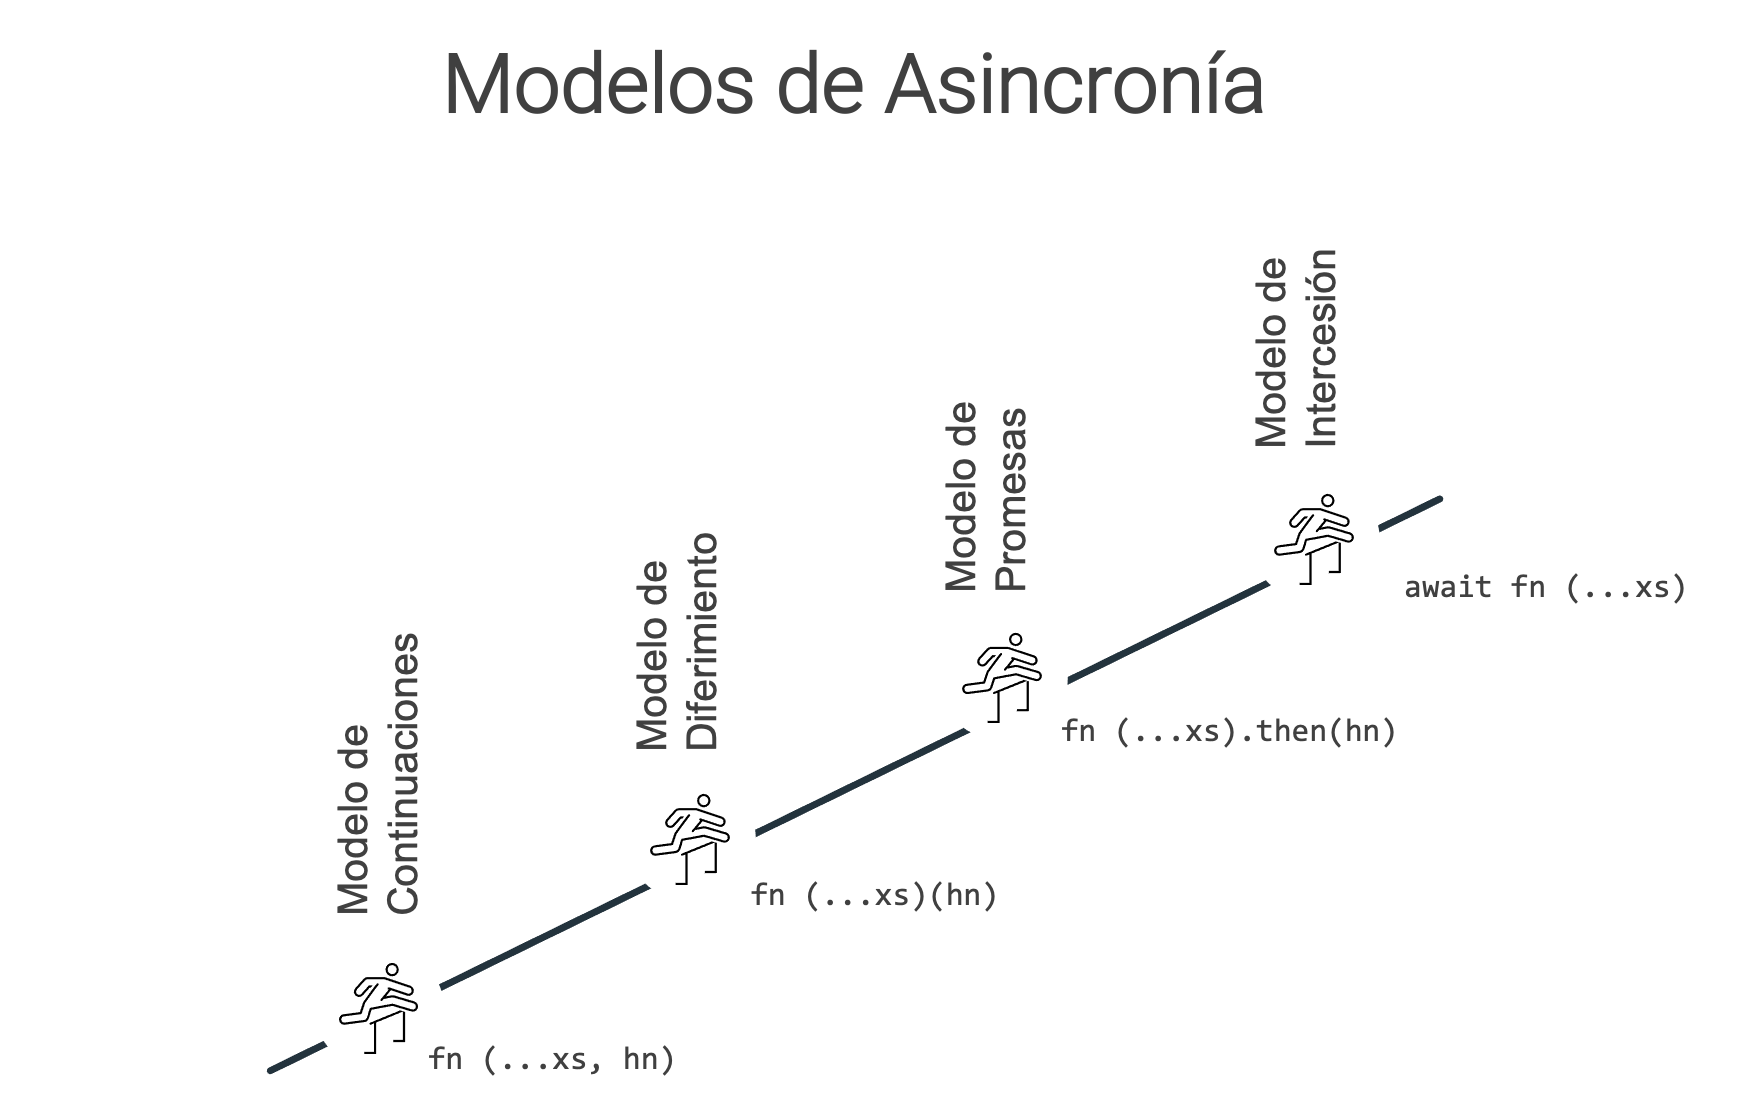 Modelos de Asincronía
Modelo de
Continuaciones
fn (...xs, hn)
Modelo de
Diferimiento
fn (...xs)(hn)
Modelo de
Promesas
fn (...xs).then(hn)
Modelo de
Intercesión
await fn (...xs)